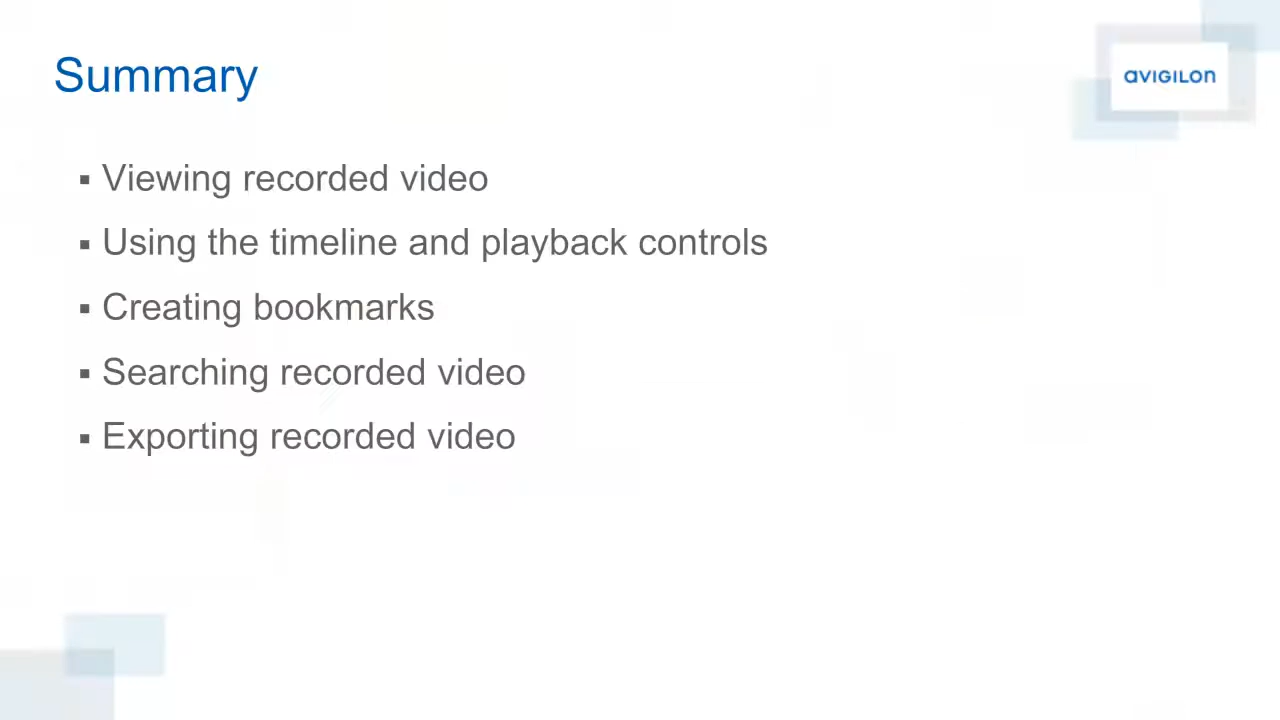 Summary
AVIGILON
▪ Viewing recorded video
▪ Using the timeline and playback controls
▪ Creating bookmarks
▪ Searching recorded video
▪ Exporting recorded video